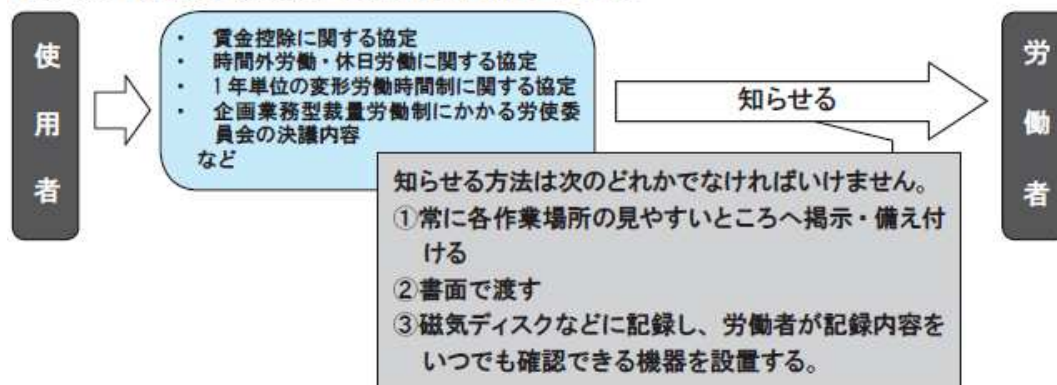 使用者
・ 賃金控除に関する協定
・ 時間外労働・休日労働に関する協定
・ 1年単位の変形労働時間制に関する協定
・ 企画業務型裁量労働制にかかる労使委
員会の決議内容
など
知らせる
知らせる方法は次のどれかでなければいけません。
①常に各作業場所の見やすいところへ掲示・備え付
ける
②書面で渡す
③磁気ディスクなどに記録し、労働者が記録内容を
いつでも確認できる機器を設置する。
労働者